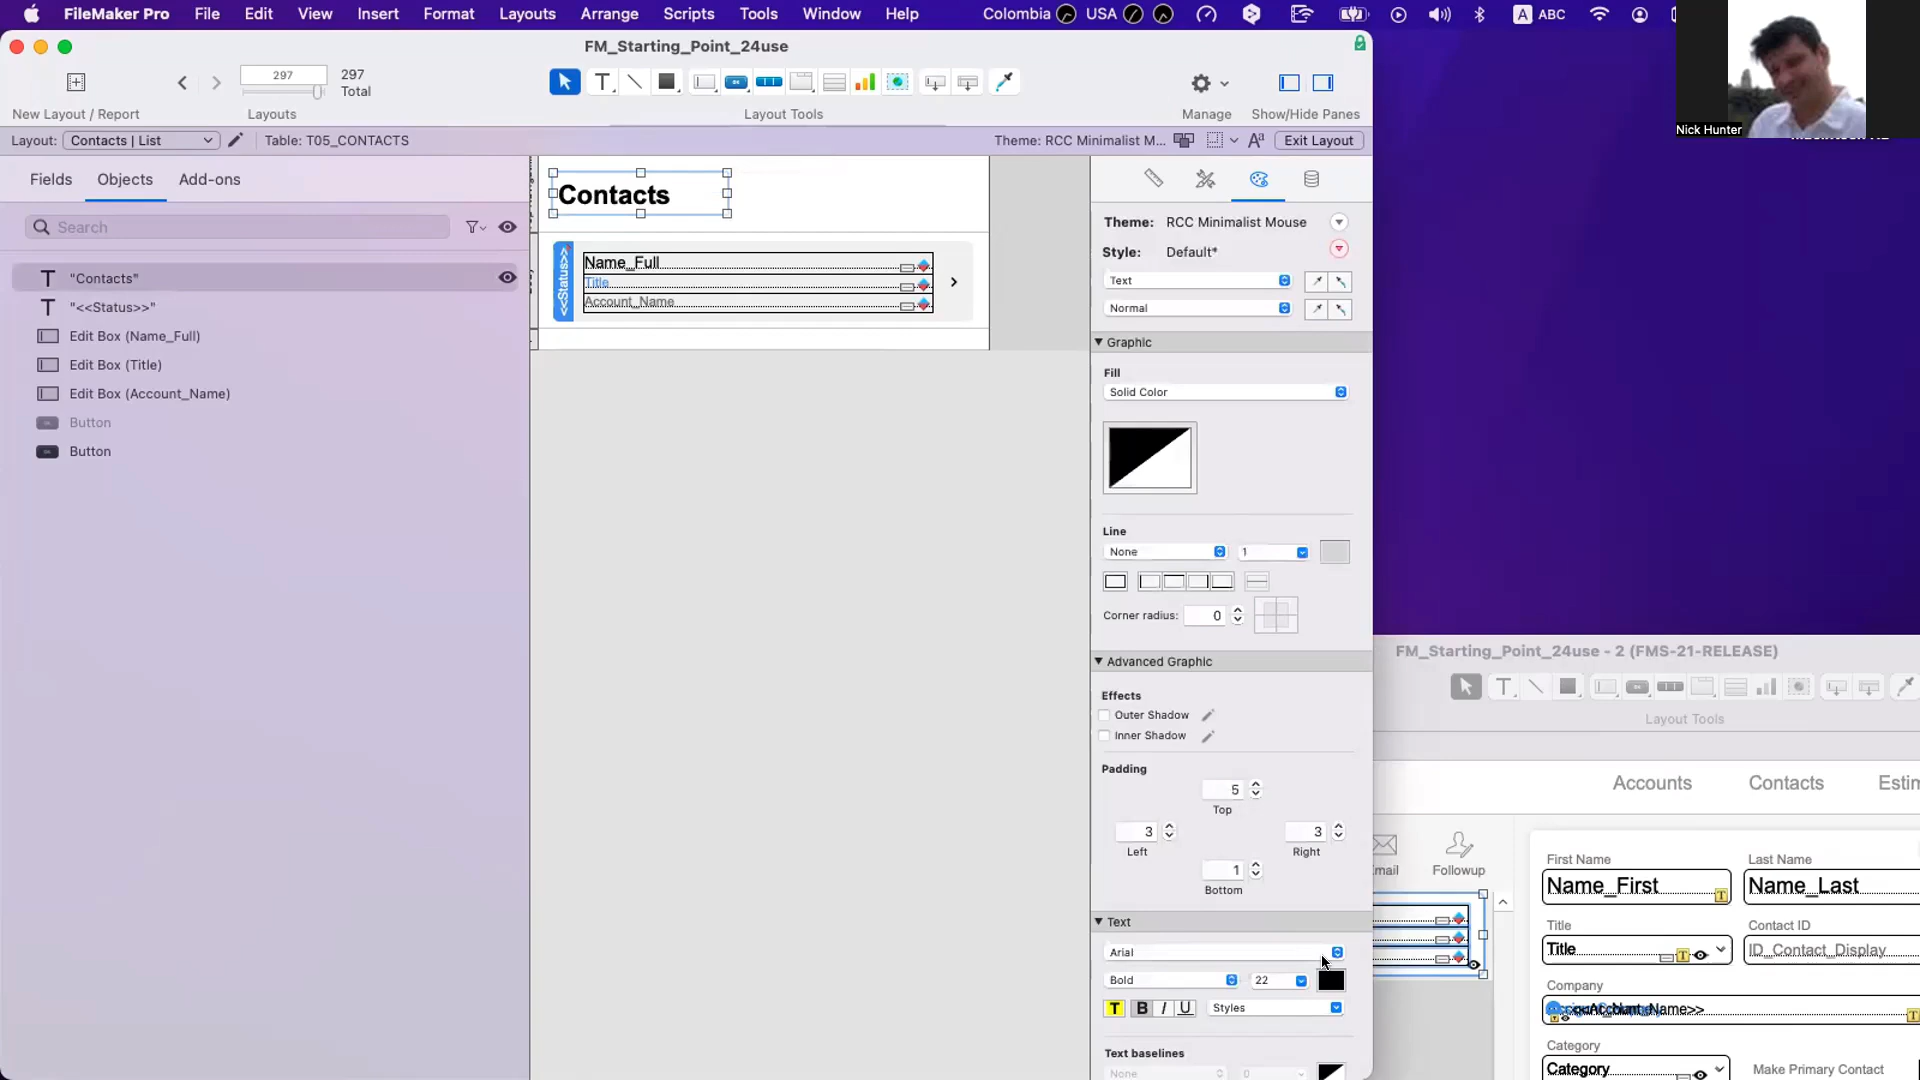 FileMaker Pro File Edit View Insert Format Layouts Arrange Scripts Tools Window Help Colombia USA A ABC
FM_Starting_Point_24use
297
297
Total
New Layout / Report
Layouts
Layout Tools
Manage
Show/Hide Panes
Nick Hunter
Layout: Contacts | List
Table: T05_CONTACTS
Theme: RCC Minimalist M...
Exit Layout
Fields
Objects
Add-ons
Search
"Contacts"
"<<Status>>"
Edit Box (Name_Full)
Edit Box (Title)
Edit Box (Account_Name)
Button
Button
Contacts
<<Status>>
Name_Full
Title
Account_Name
Theme: RCC Minimalist Mouse
Style: Default*
Text
Normal
Graphic
Fill
Solid Color
Line
None
1
Corner radius: 0
Advanced Graphic
Effects
Outer Shadow
Inner Shadow
Padding
5
Top
3
Left
3
Right
1
Bottom
Text
Arial
Bold
22
T B I U Styles
Text baselines
None
0
FM_Starting_Point_24use - 2 (FMS-21-RELEASE)
Layout Tools
Accounts
Contacts
Estim
mail
Followup
First Name
Last Name
Name_First
Name_Last
Title
Contact ID
Title
ID_Contact_Display
Company
Category
Category
Make Primary Contact